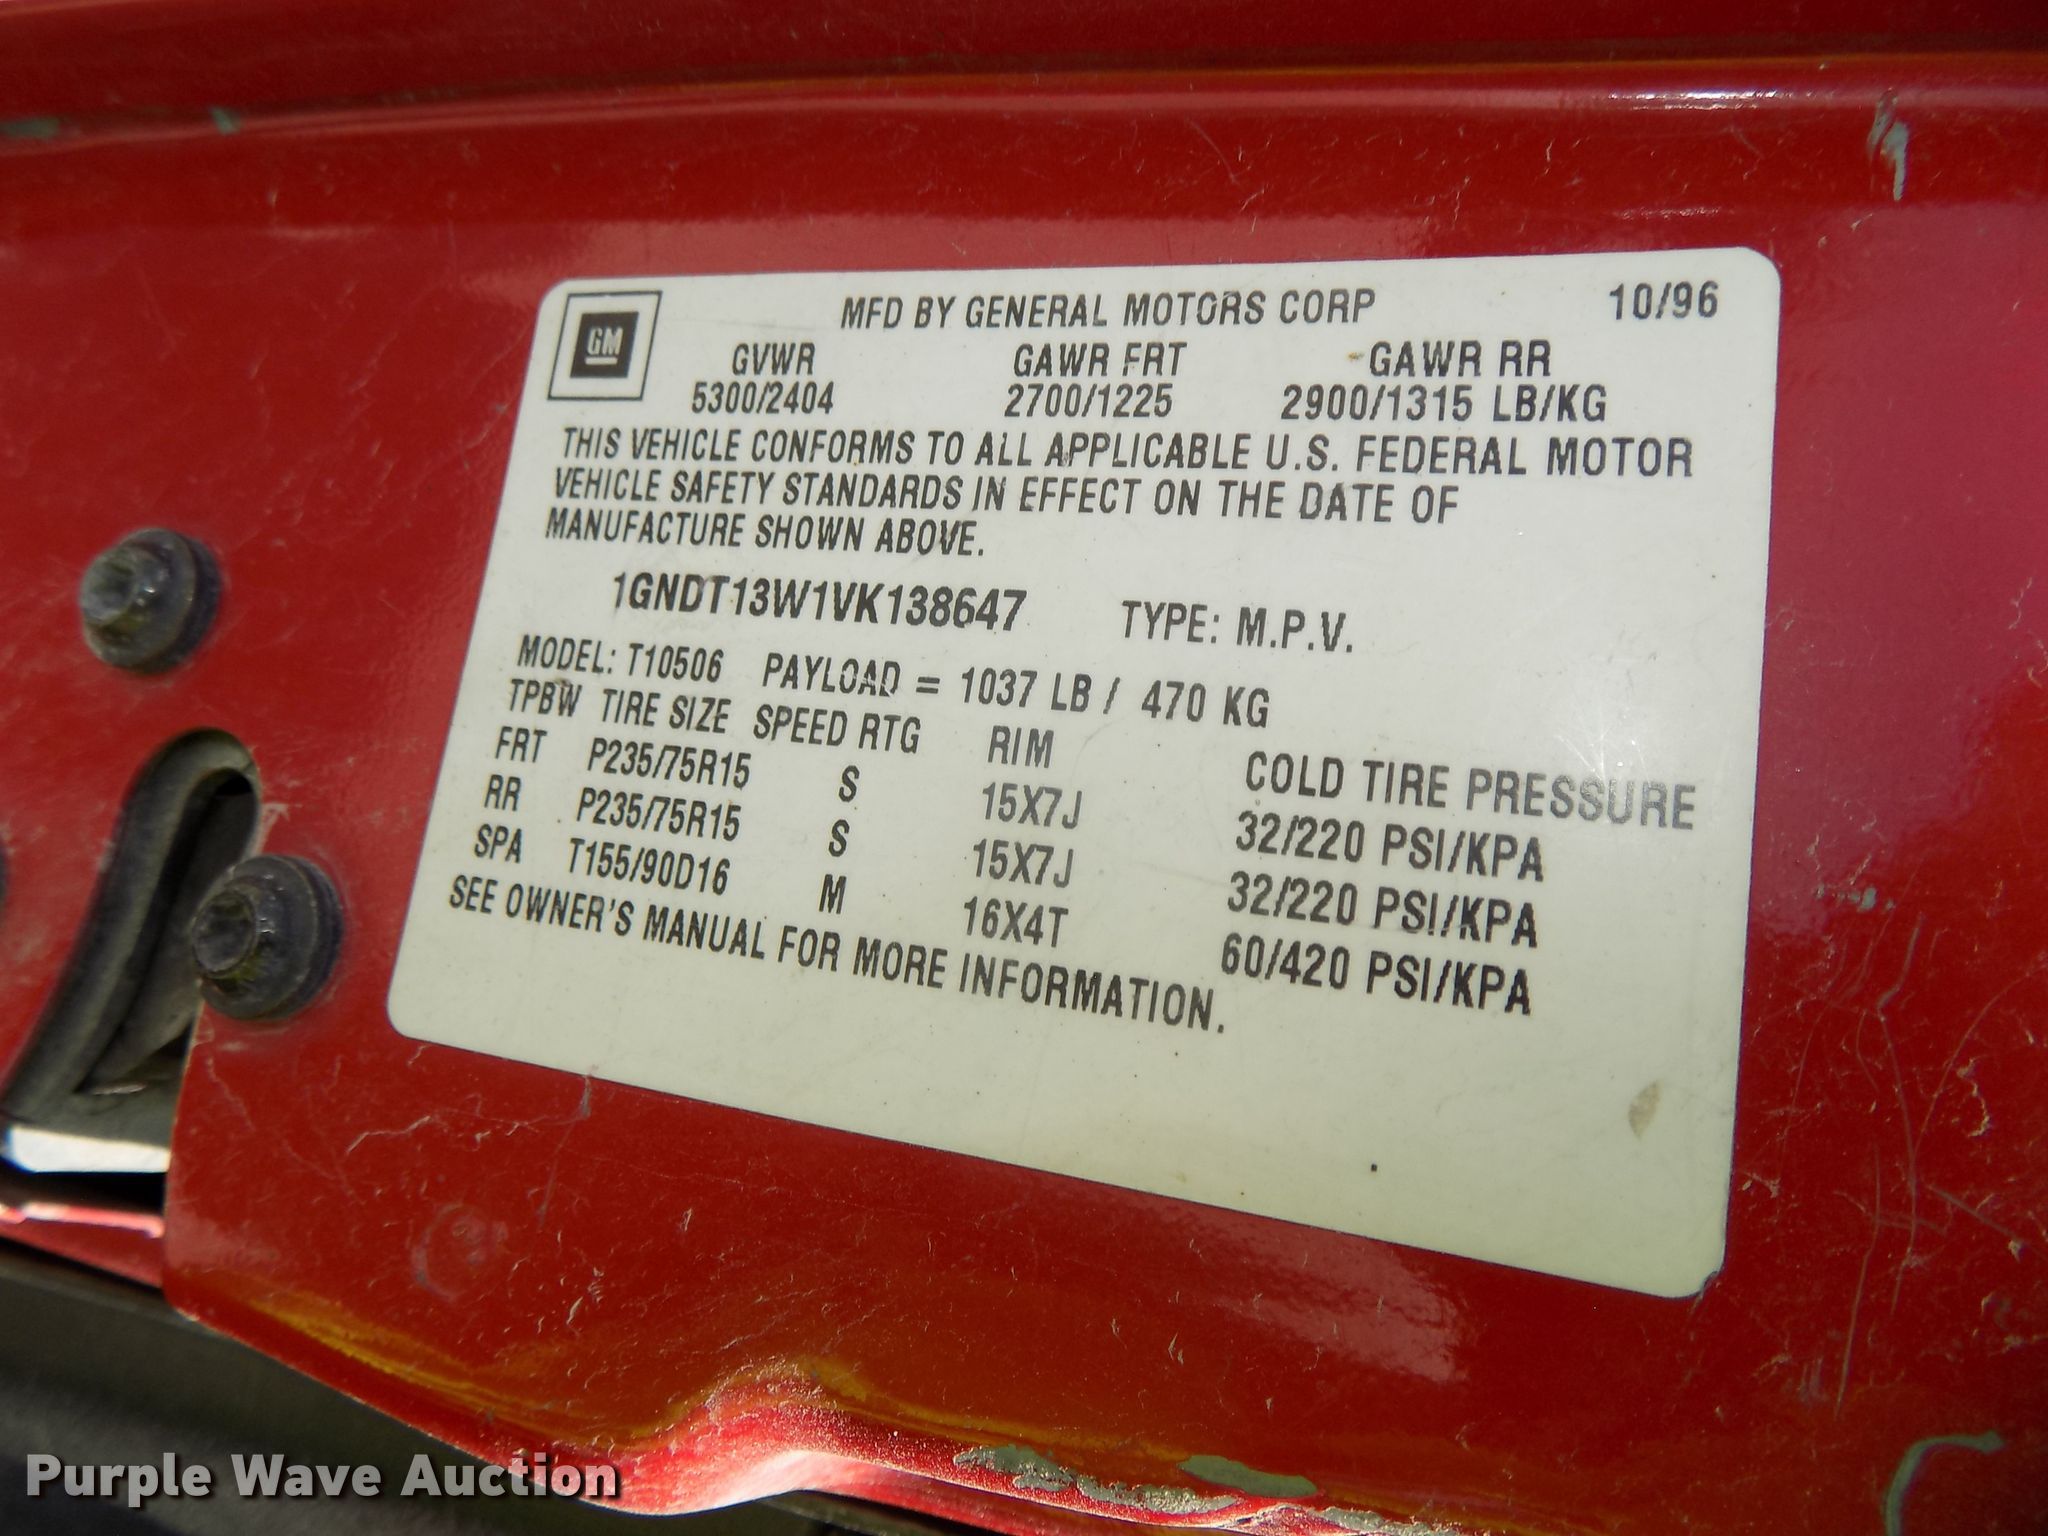 GM
MFD BY GENERAL MOTORS CORP 10/96
GVWR GAWR FRT GAWR RR
5300/2404 2700/1225 2900/1315 LB/KG
THIS VEHICLE CONFORMS TO ALL APPLICABLE U.S. FEDERAL MOTOR
VEHICLE SAFETY STANDARDS IN EFFECT ON THE DATE OF
MANUFACTURE SHOWN ABOVE.
1GNDT13W1VK138647 TYPE: M.P.V.
MODEL: T10506 PAYLOAD = 1037 LB / 470 KG
TPBW TIRE SIZE SPEED RTG RIM COLD TIRE PRESSURE
FRT P235/75R15 S 15X7J 32/220 PSI/KPA
RR P235/75R15 S 15X7J 32/220 PSI/KPA
SPA T155/90D16 M 16X4T 60/420 PSI/KPA
SEE OWNER'S MANUAL FOR MORE INFORMATION.
Purple Wave Auction